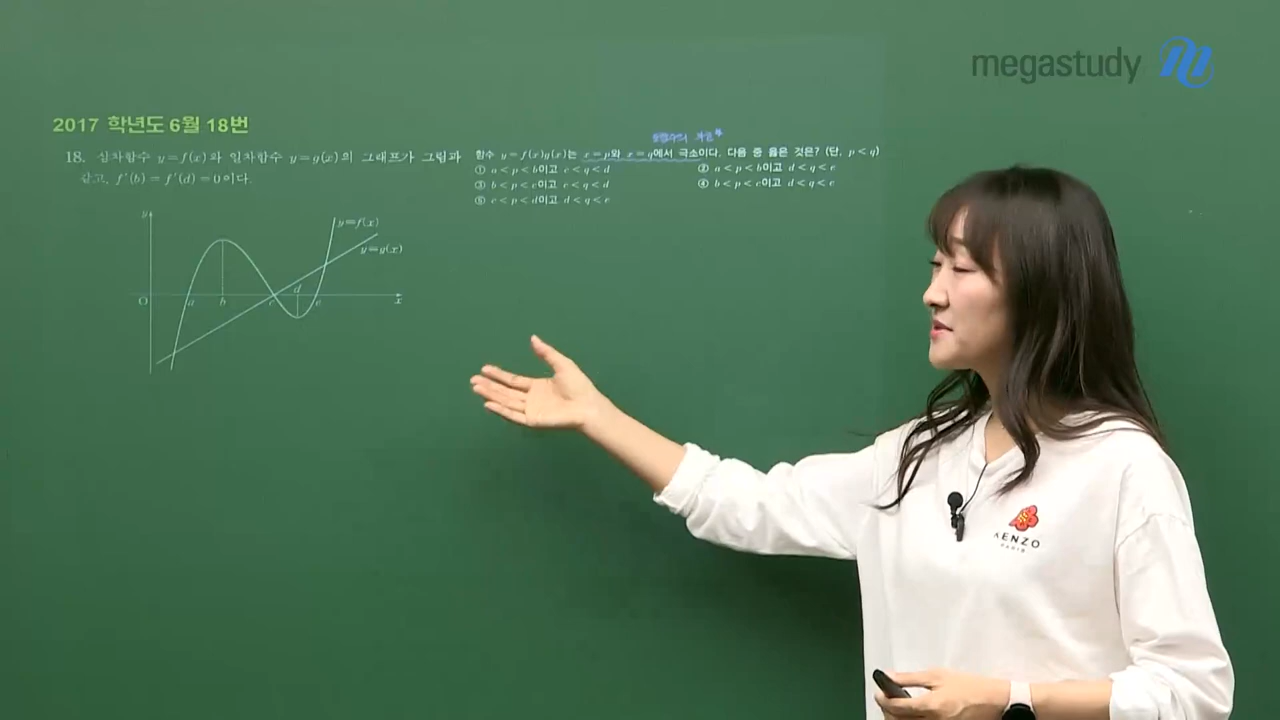 megastudy
2017 학년도 6월 18번
18. 삼차함수 y=f(x)와 일차함수 y=g(x)의 그래프가 그림과
같고, f′(b) = f′(d) = 0이다.
함수 y=f(x)g(x)는 x=p와 x=q에서 극소이다. 다음 중 옳은 것은? (단, p<q)
① a<p<b이고 c<q<d
② a<p<b이고 d<q<e
③ b<p<c이고 c<q<d
④ b<p<c이고 d<q<e
⑤ c<p<d이고 d<q<e
y
y=f(x)
y=g(x)
O a b c d e x
KENZO
PARIS